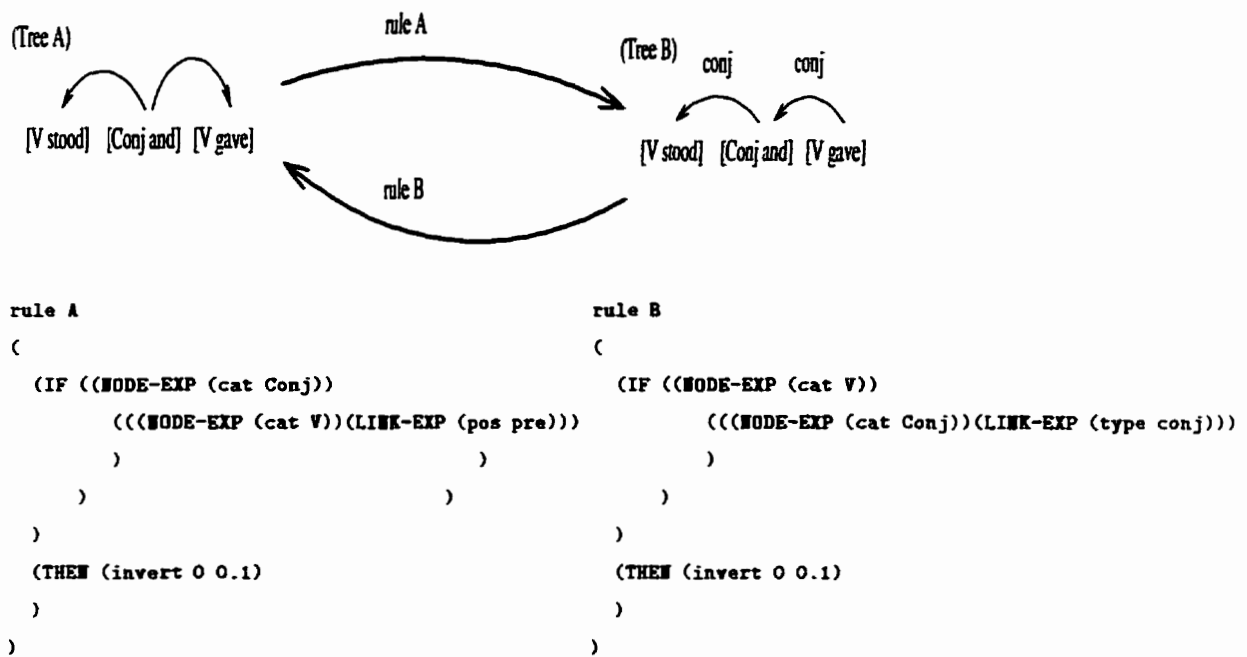 (Tree A)
rule A
(Tree B)
conj conj
[V stood] [Conj and] [V gave]
[V stood] [Conj and] [V gave]
rule B
rule A
(
(IF ((NODE-EXP (cat Conj))
(((NODE-EXP (cat V))(LINK-EXP (pos pre)))
) )
) )
)
(THEN (invert 0 0.1)
)
)
rule B
(
(IF ((NODE-EXP (cat V))
(((NODE-EXP (cat Conj))(LINK-EXP (type conj)))
)
)
)
(THEN (invert 0 0.1)
)
)